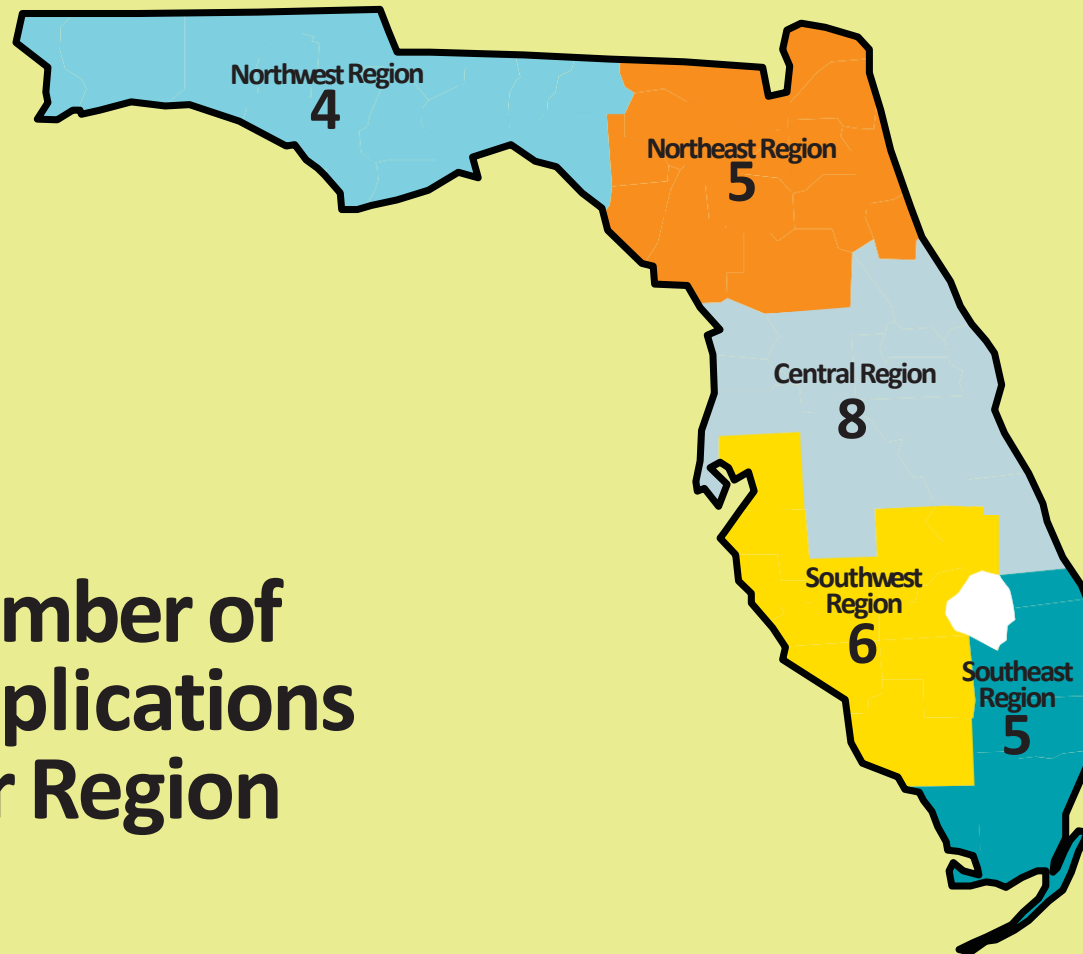 Northwest Region
4
Northeast Region
5
Central Region
8
Southwest
Region
6
Southeast
Region
5
mber of
plications
r Region